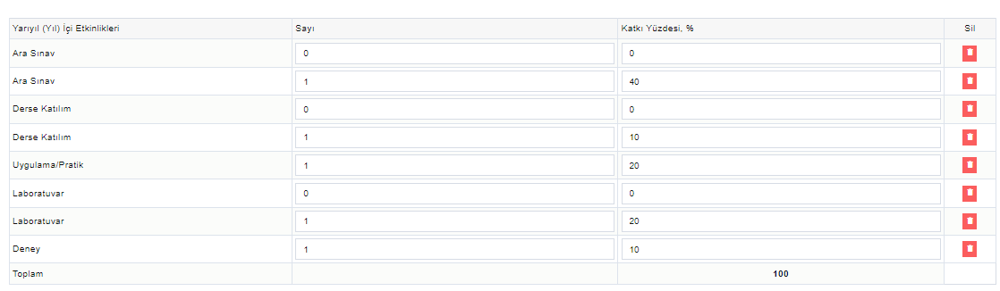 Yarıyıl (Yıl) İçi Etkinlikleri Sayı Katkı Yüzdesi, % Sil
Ara Sınav 0 0
Ara Sınav 1 40
Derse Katılım 0 0
Derse Katılım 1 10
Uygulama/Pratik 1 20
Laboratuvar 0 0
Laboratuvar 1 20
Deney 1 10
Toplam 100